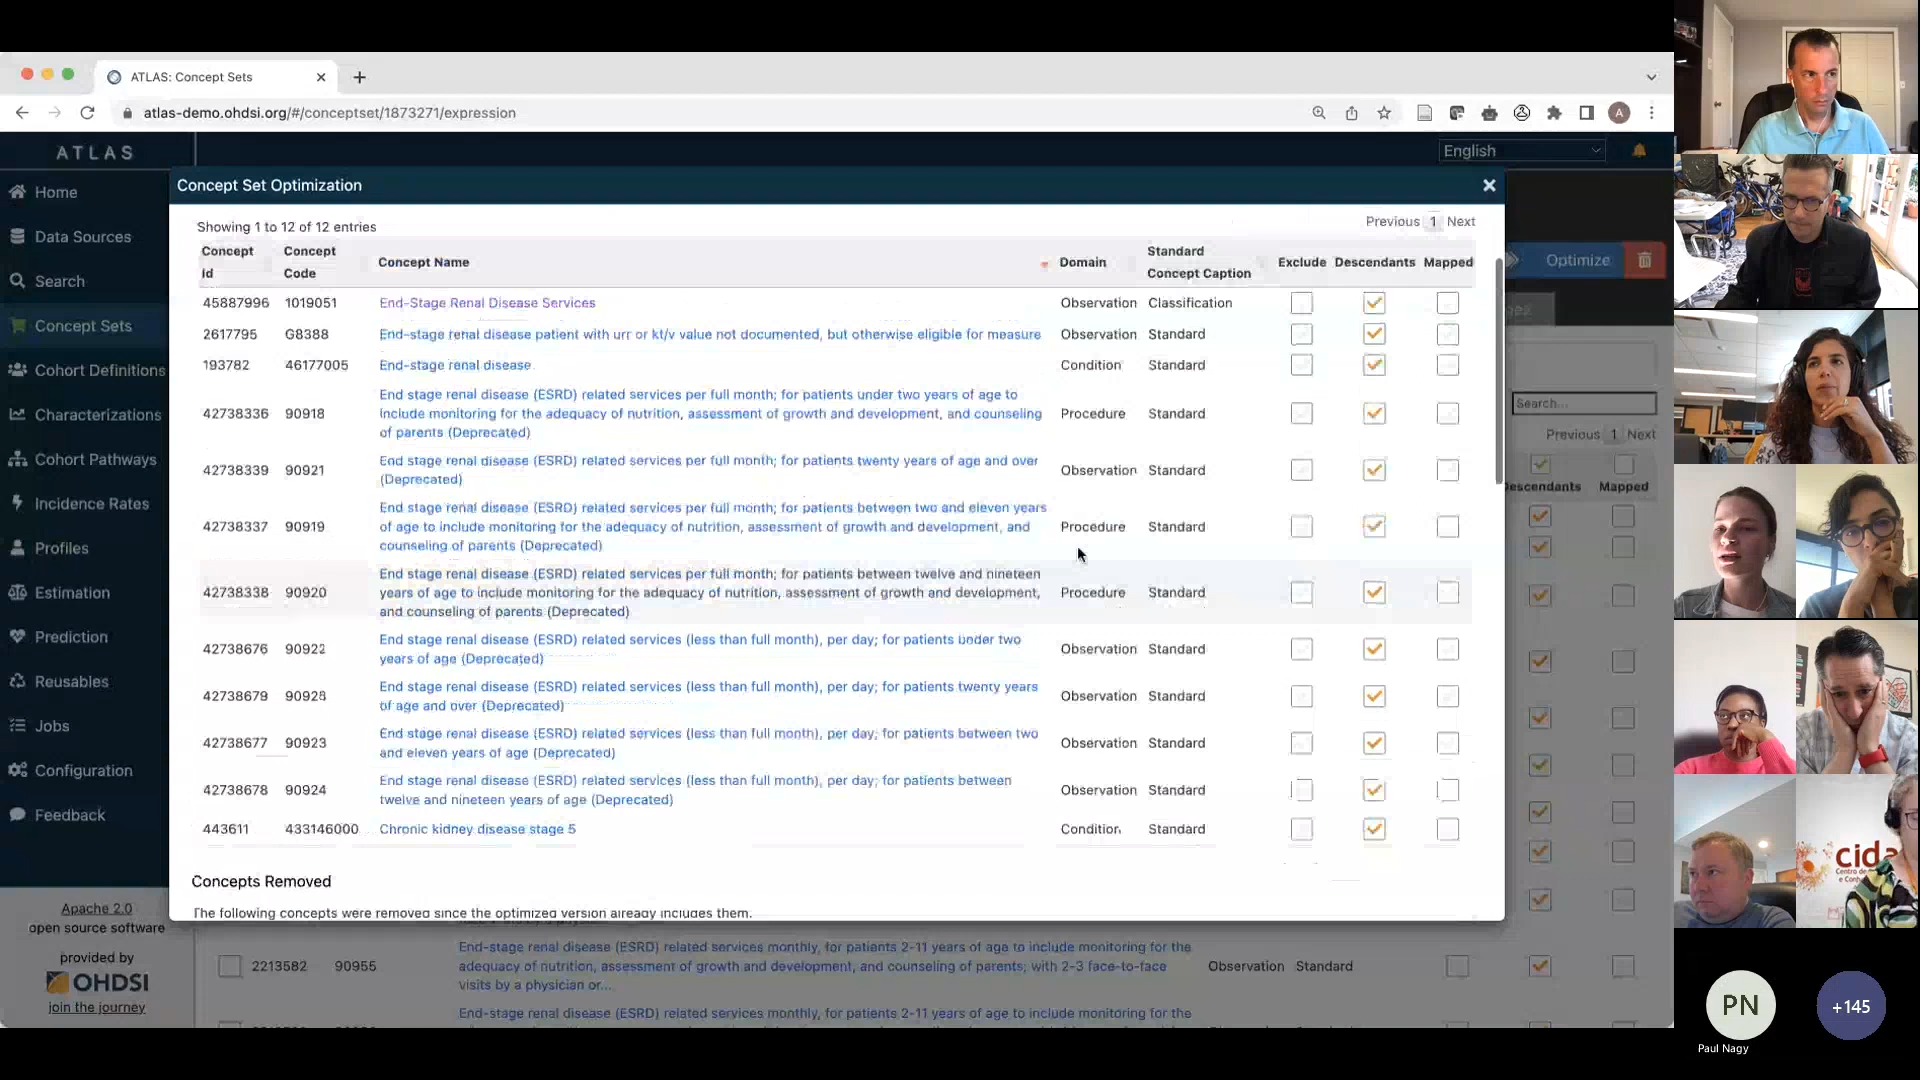 ATLAS: Concept Sets
atlas-demo.ohdsi.org/#/conceptset/1873271/expression
A
ATLAS
English
Home
Data Sources
Search
Concept Sets
Cohort Definitions
Characterizations
Cohort Pathways
Incidence Rates
Profiles
Estimation
Prediction
Reusables
Jobs
Configuration
Feedback
Apache 2.0
open source software
provided by
OHDSI
join the journey
Concept Set Optimization
Optimize
Showing 1 to 12 of 12 entries
Previous 1 Next
Concept Id Concept Code Concept Name Domain Standard Concept Caption Exclude Descendants Mapped
45887996 1019051 End-Stage Renal Disease Services Observation Classification
2617795 G8388 End-stage renal disease patient with urr or kt/v value not documented, but otherwise eligible for measure Observation Standard
193782 46177005 End-stage renal disease Condition Standard
End stage renal disease (ESRD) related services per full month; for patients under two years of age to
42738336 90918 include monitoring for the adequacy of nutrition, assessment of growth and development, and counseling Procedure Standard
of parents (Deprecated)
42738339 90921 End stage renal disease (ESRD) related services per full month; for patients twenty years of age and over Observation Standard
(Deprecated)
End stage renal disease (ESRD) related services per full month; for patients between two and eleven years
42738337 90919 of age to include monitoring for the adequacy of nutrition, assessment of growth and development, and Procedure Standard
counseling of parents (Deprecated)
End stage renal disease (ESRD) related services per full month; for patients between twelve and nineteen
42738338 90920 years of age to include monitoring for the adequacy of nutrition, assessment of growth and development, Procedure Standard
and counseling of parents (Deprecated)
42738676 90922 End stage renal disease (ESRD) related services (less than full month), per day; for patients under two Observation Standard
years of age (Deprecated)
42738679 90925 End stage renal disease (ESRD) related services (less than full month), per day; for patients twenty years Observation Standard
of age and over (Deprecated)
42738677 90923 End stage renal disease (ESRD) related services (less than full month), per day; for patients between two Observation Standard
and eleven years of age (Deprecated)
42738678 90924 End stage renal disease (ESRD) related services (less than full month), per day; for patients between Observation Standard
twelve and nineteen years of age (Deprecated)
443611 433146000 Chronic kidney disease stage 5 Condition Standard
Concepts Removed
The following concepts were removed since the optimized version already includes them.
Search...
Previous 1 Next
Descendants Mapped
End-stage renal disease (ESRD) related services monthly, for patients 2-11 years of age to include monitoring for the
2213582 90955 adequacy of nutrition, assessment of growth and development, and counseling of parents; with 2-3 face-to-face Observation Standard
visits by a physician or...
End-stage renal disease (ESRD) related services monthly, for patients 2-11 years of age to include monitoring for the
cida
PN
+145
Paul Nagy